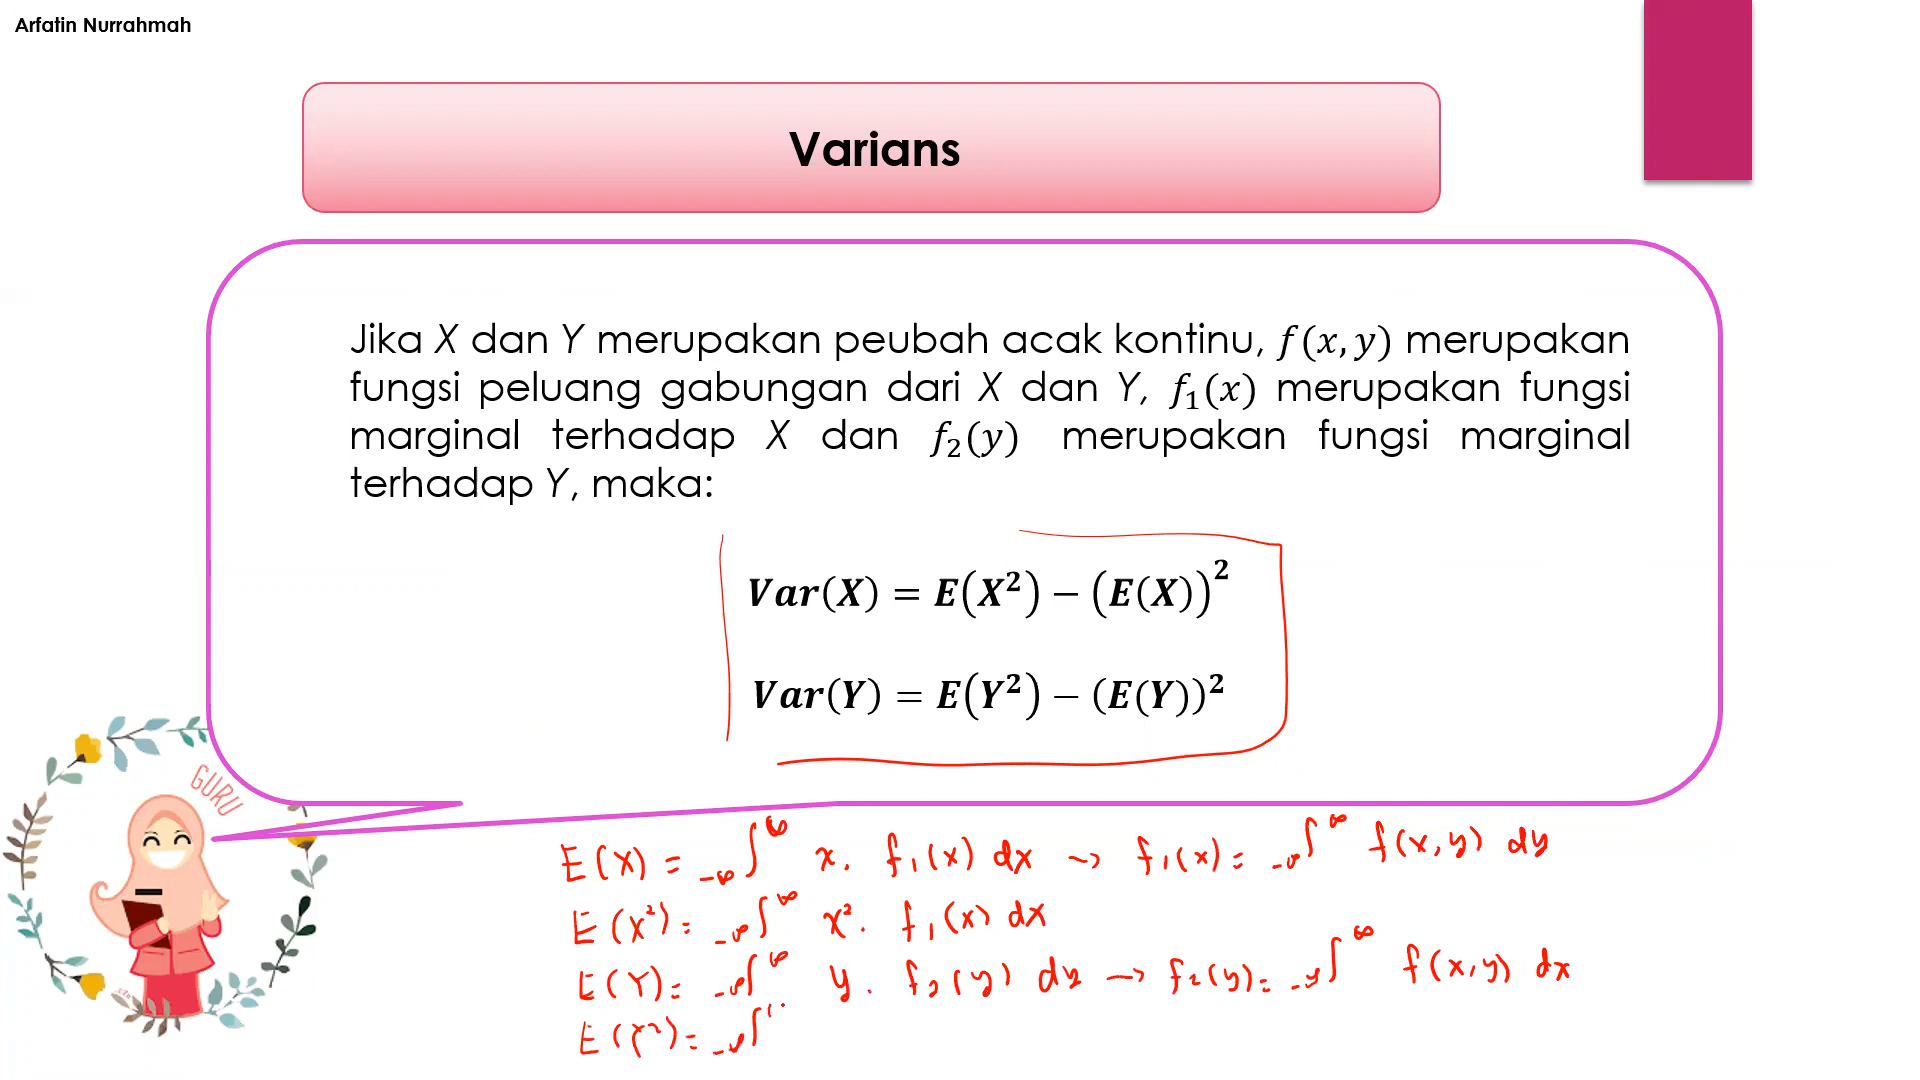 Arfatin Nurrahmah
Varians
Jika X dan Y merupakan peubah acak kontinu, f(x, y) merupakan
fungsi peluang gabungan dari X dan Y, f₁(x) merupakan fungsi
marginal terhadap X dan f₂(y) merupakan fungsi marginal
terhadap Y, maka:
Var(X) = E(X²) − (E(X))²
Var(Y) = E(Y²) − (E(Y))²
GURU
E(X) = -∞∫^∞ x. f₁(x) dx → f₁(x) = -∞∫^∞ f(x,y) dy
E(X²) = -∞∫^∞ x². f₁(x) dx
E(Y) = -∞∫^∞ y. f₂(y) dy → f₂(y) = -∞∫^∞ f(x,y) dx
E(Y²) = -∞∫